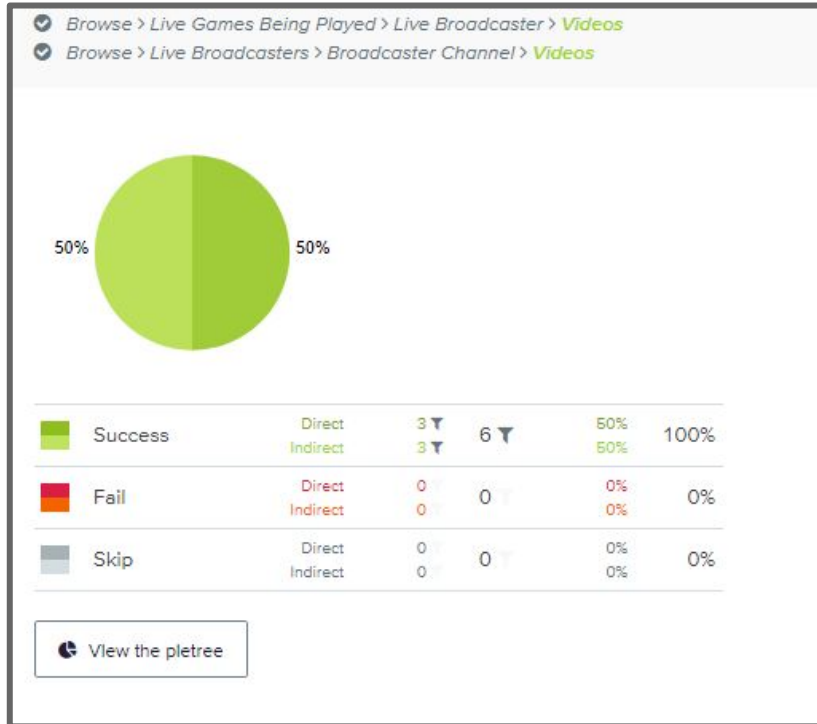 Browse > Live Games Being Played > Live Broadcaster > Videos
Browse > Live Broadcasters > Broadcaster Channel > Videos
50%
50%
Success Direct 3 6 50% 100%
Indirect 3 50%
Fail Direct 0 0 0% 0%
Indirect 0 0%
Skip Direct 0 0 0% 0%
Indirect 0 0%
View the pietree